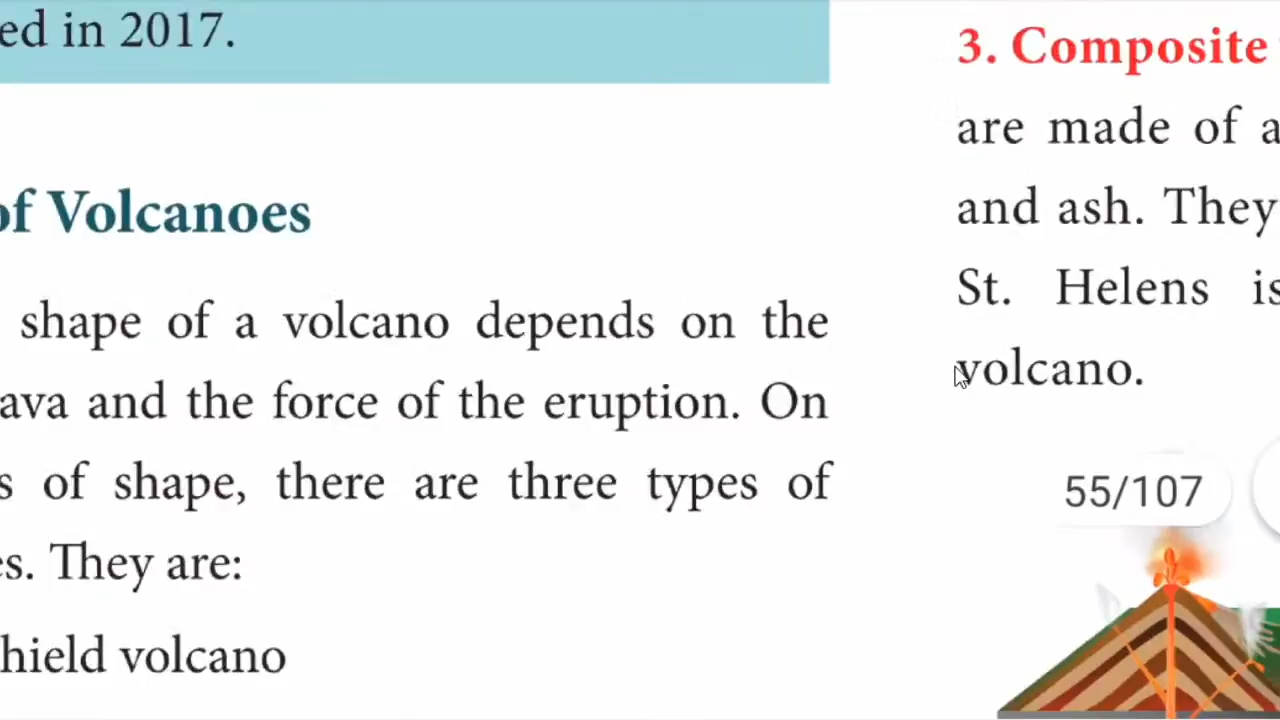 ed in 2017.
of Volcanoes
shape of a volcano depends on the
ava and the force of the eruption. On
s of shape, there are three types of
es. They are:
hield volcano
3. Composite
are made of a
and ash. They
St. Helens is
volcano.
55/107